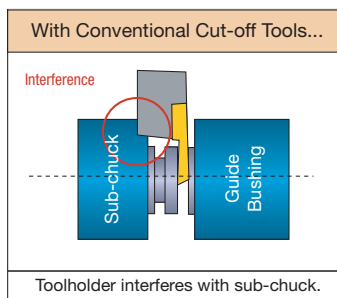 With Conventional Cut-off Tools...
Interference
Sub-chuck
Guide
Bushing
Toolholder interferes with sub-chuck.